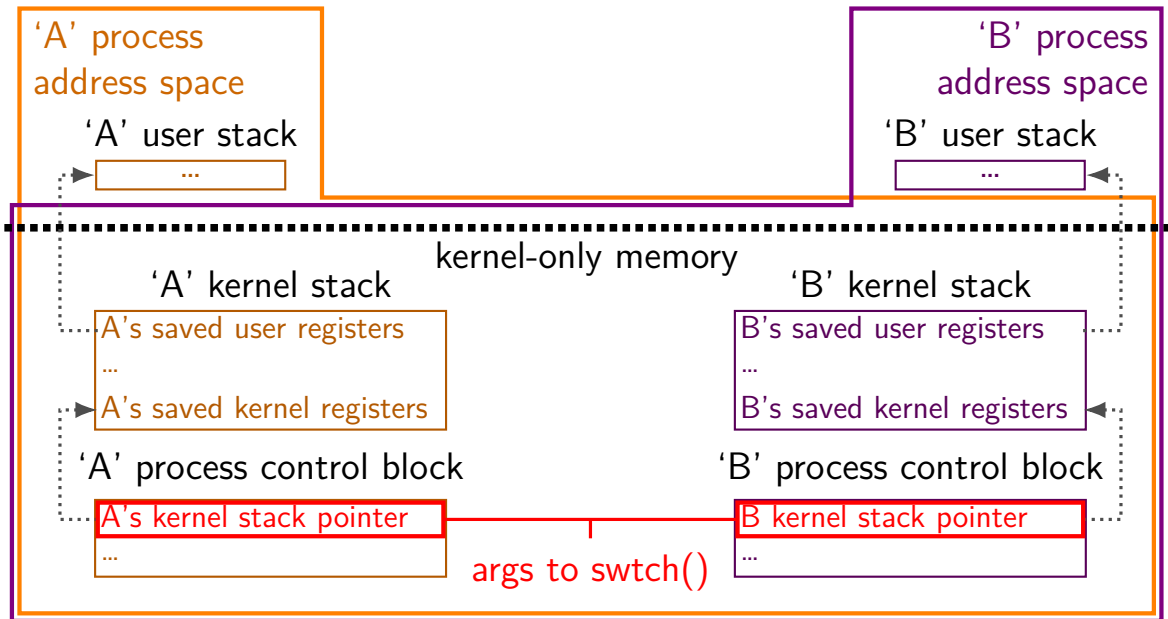 ‘A’ process
address space
‘B’ process
address space
‘A’ user stack
...
‘B’ user stack
...
kernel-only memory
‘A’ kernel stack
A's saved user registers
...
A's saved kernel registers
‘B’ kernel stack
B's saved user registers
...
B's saved kernel registers
‘A’ process control block
A's kernel stack pointer
...
‘B’ process control block
B kernel stack pointer
...
args to swtch()